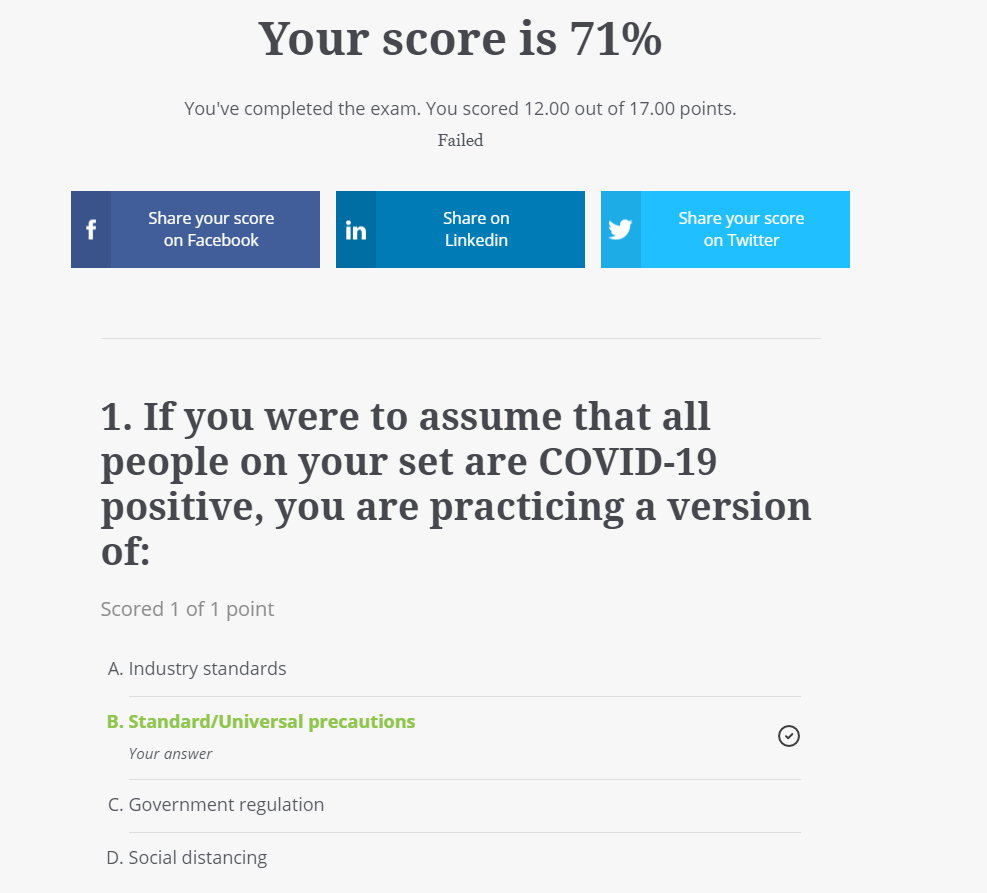 Your score is 71%
You've completed the exam. You scored 12.00 out of 17.00 points.
Failed
f
Share your score
on Facebook
in
Share on
Linkedin
Share your score
on Twitter
1. If you were to assume that all
people on your set are COVID-19
positive, you are practicing a version
of:
Scored 1 of 1 point
A. Industry standards
B. Standard/Universal precautions
Your answer
C. Government regulation
D. Social distancing